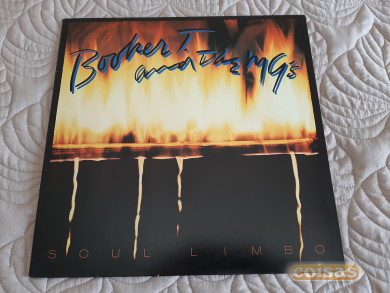 Booker T.
and The MG's
SOUL LIMBO
coisas